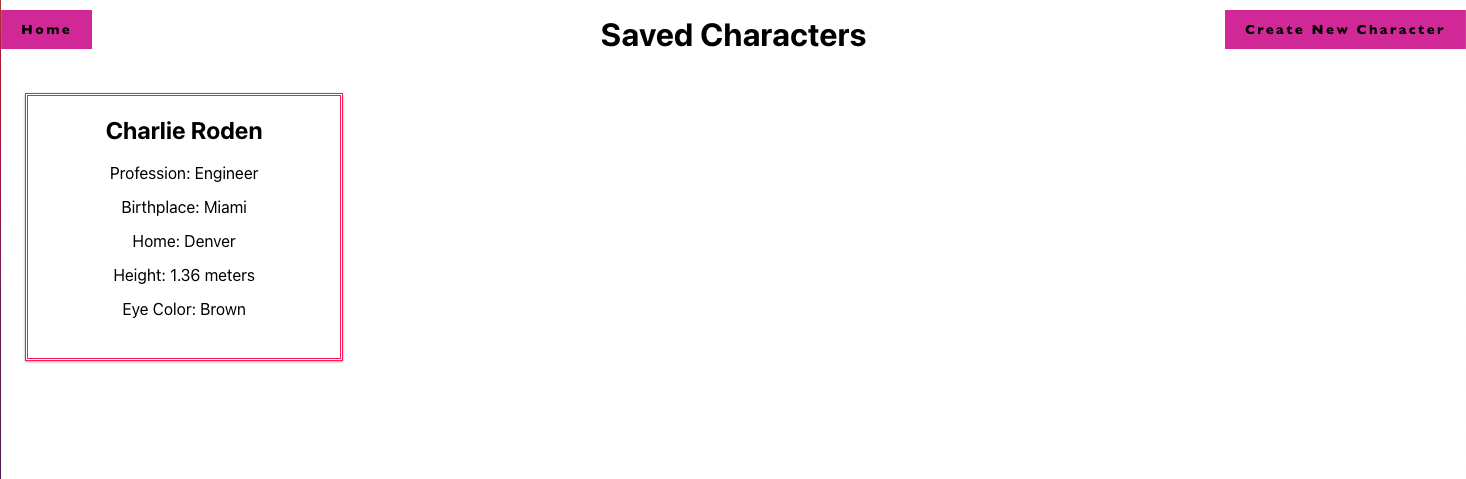 Home
Saved Characters
Create New Character
Charlie Roden
Profession: Engineer
Birthplace: Miami
Home: Denver
Height: 1.36 meters
Eye Color: Brown